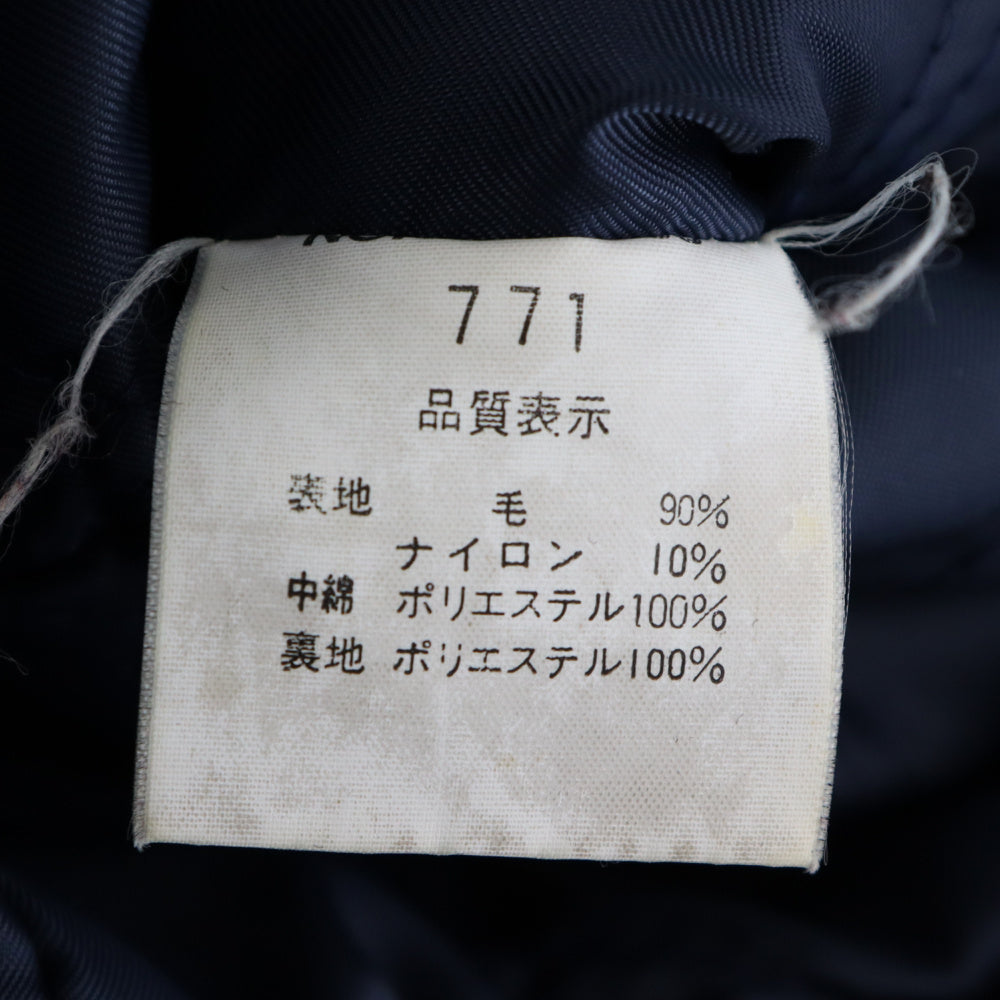 771
品質表示
表地 毛 90%
ナイロン 10%
中綿 ポリエステル100%
裏地 ポリエステル100%